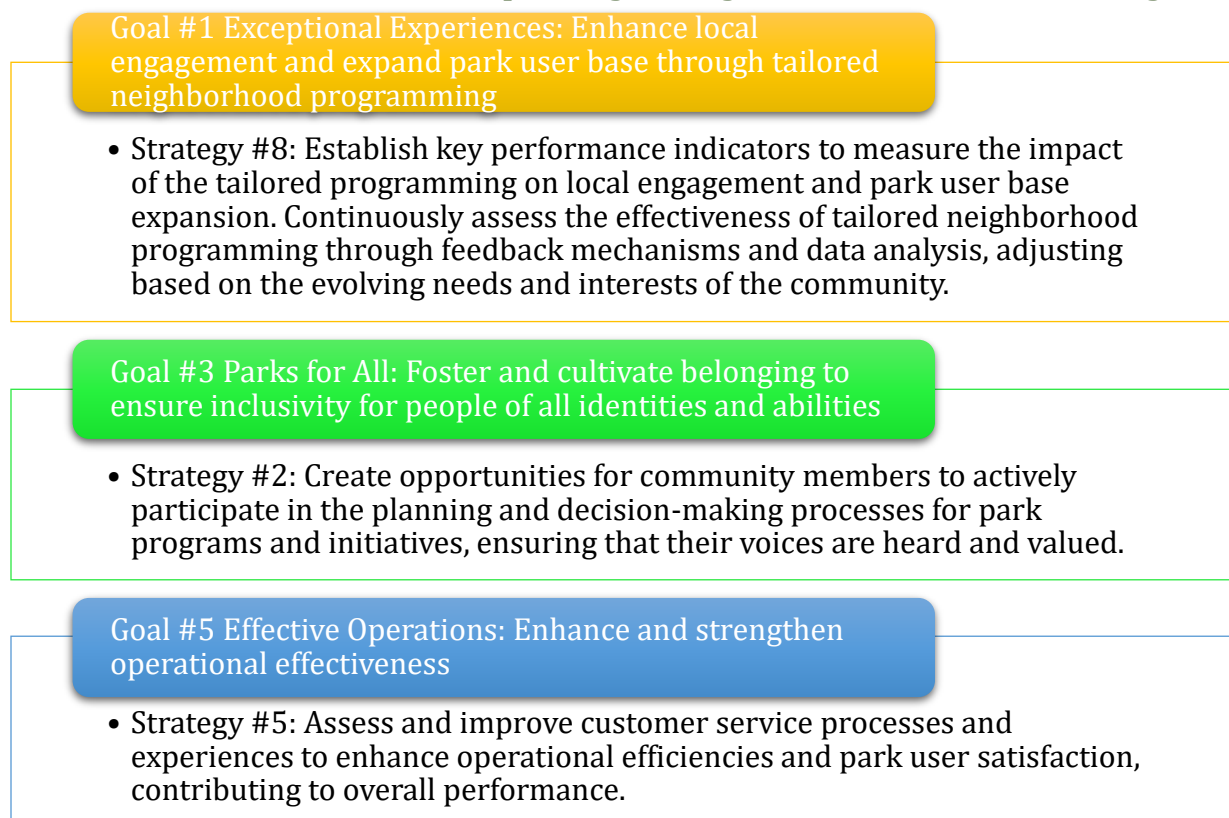 Goal #1 Exceptional Experiences: Enhance local
engagement and expand park user base through tailored
neighborhood programming
• Strategy #8: Establish key performance indicators to measure the impact
of the tailored programming on local engagement and park user base
expansion. Continuously assess the effectiveness of tailored neighborhood
programming through feedback mechanisms and data analysis, adjusting
based on the evolving needs and interests of the community.
Goal #3 Parks for All: Foster and cultivate belonging to
ensure inclusivity for people of all identities and abilities
• Strategy #2: Create opportunities for community members to actively
participate in the planning and decision-making processes for park
programs and initiatives, ensuring that their voices are heard and valued.
Goal #5 Effective Operations: Enhance and strengthen
operational effectiveness
• Strategy #5: Assess and improve customer service processes and
experiences to enhance operational efficiencies and park user satisfaction,
contributing to overall performance.